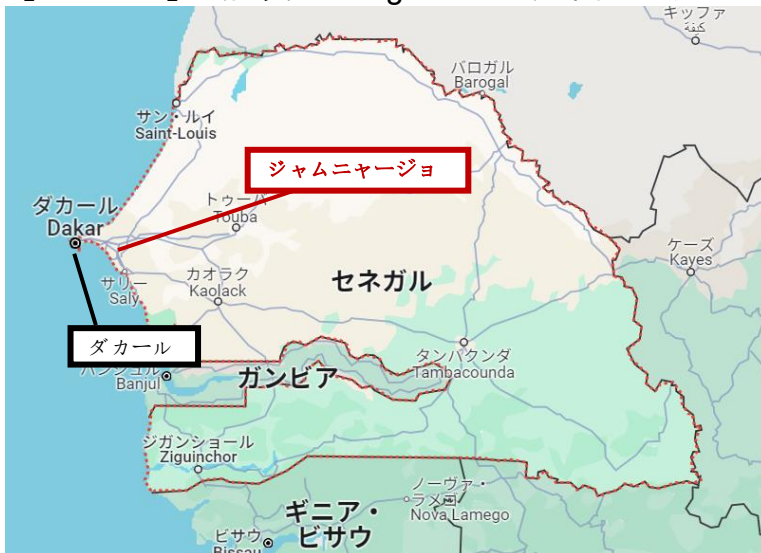 キッファ
كيفة
バロガル
Barogal
サン・ルイ
Saint-Louis
ジャムニャージョ
ダカール
Dakar
トゥーバ
Touba
ケーズ
Kayes
サリー
Saly
カオラク
Kaolack
セネガル
ダカール
タンバクンダ
Tambacounda
バンジュル
Banjul
ガンビア
ジガンショール
Ziguinchor
ノーヴァ・
ラメゴ
Nova Lamego
ギニア・
ビサウ
ビサウ
Bissau